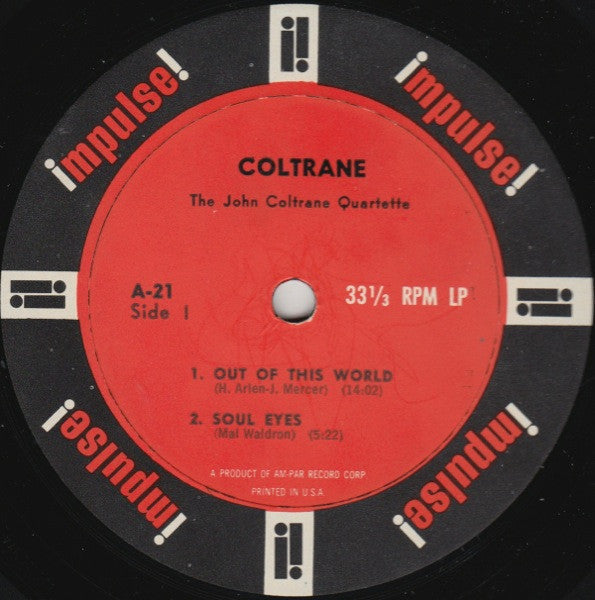 impulse!
impulse!
COLTRANE
The John Coltrane Quartette
A-21
Side 1
33 1/3 RPM LP
1. OUT OF THIS WORLD
(H. Arlen-J. Mercer) (14:02)
2. SOUL EYES
(Mal Waldron) (5:22)
A PRODUCT OF AM-PAR RECORD CORP.
PRINTED IN U.S.A.
impulse!
impulse!